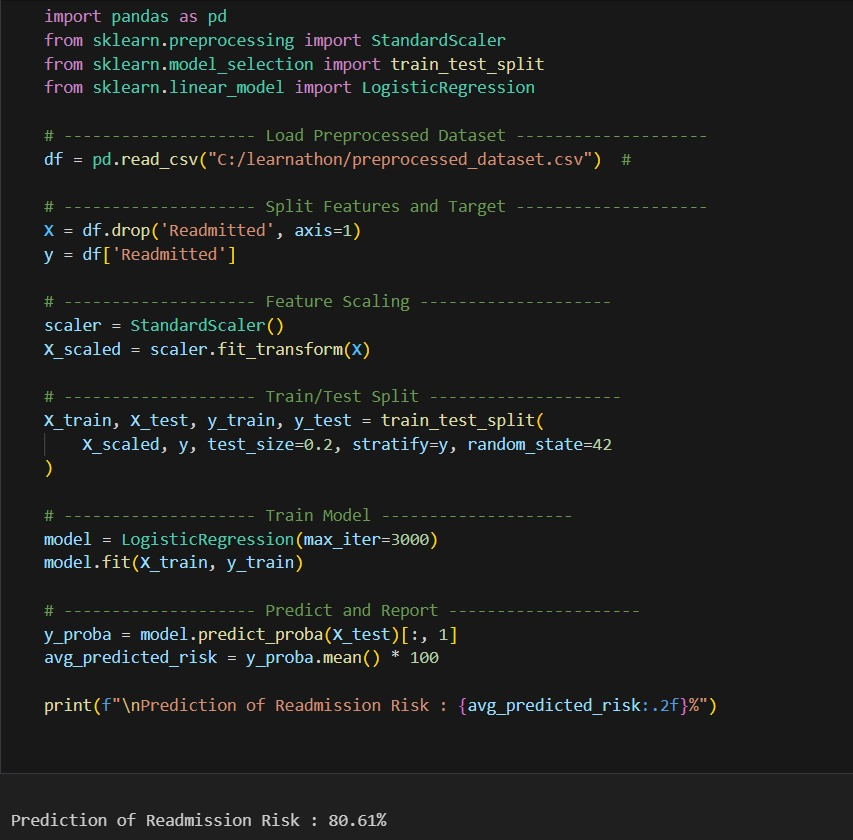 import pandas as pd
from sklearn.preprocessing import StandardScaler
from sklearn.model_selection import train_test_split
from sklearn.linear_model import LogisticRegression
# -------------------- Load Preprocessed Dataset --------------------
df = pd.read_csv("C:/learnathon/preprocessed_dataset.csv")  #
# -------------------- Split Features and Target --------------------
X = df.drop('Readmitted', axis=1)
y = df['Readmitted']
# -------------------- Feature Scaling --------------------
scaler = StandardScaler()
X_scaled = scaler.fit_transform(X)
# -------------------- Train/Test Split --------------------
X_train, X_test, y_train, y_test = train_test_split(
    X_scaled, y, test_size=0.2, stratify=y, random_state=42
)
# -------------------- Train Model --------------------
model = LogisticRegression(max_iter=3000)
model.fit(X_train, y_train)
# -------------------- Predict and Report --------------------
y_proba = model.predict_proba(X_test)[:, 1]
avg_predicted_risk = y_proba.mean() * 100
print(f"\nPrediction of Readmission Risk : {avg_predicted_risk:.2f}%")
Prediction of Readmission Risk : 80.61%